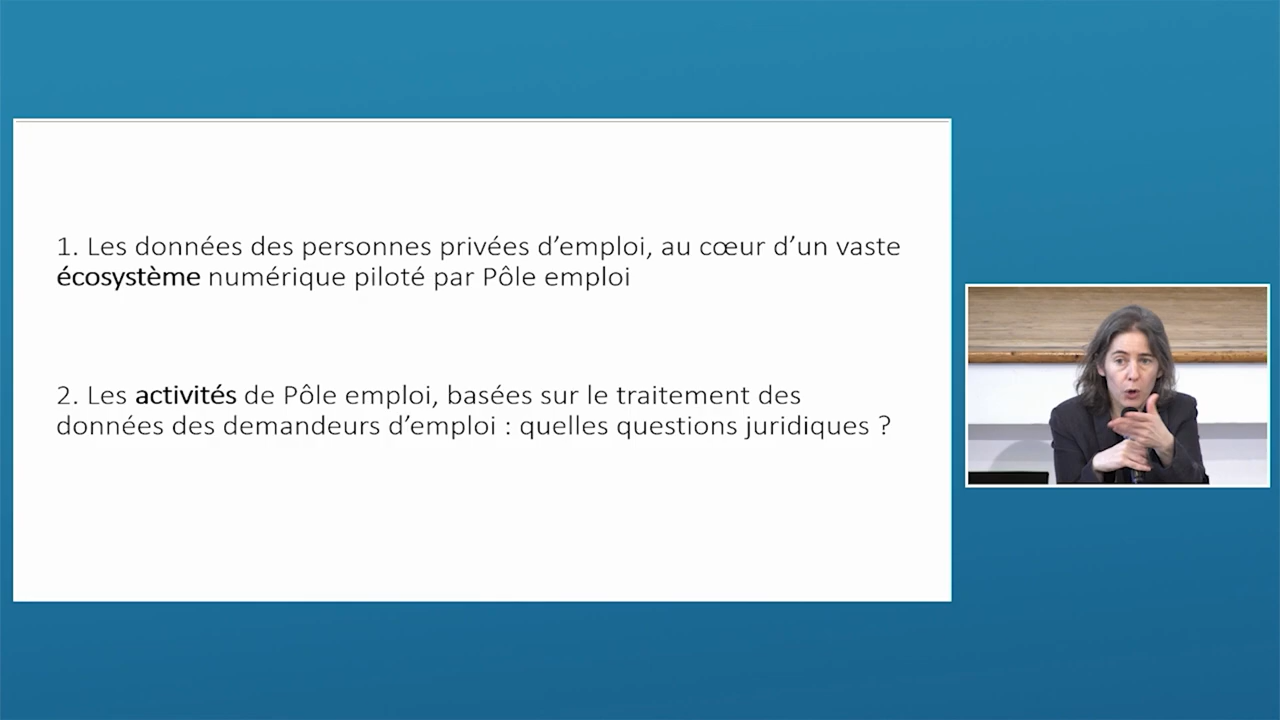 1. Les données des personnes privées d’emploi, au cœur d’un vaste
écosystème numérique piloté par Pôle emploi
2. Les activités de Pôle emploi, basées sur le traitement des
données des demandeurs d’emploi : quelles questions juridiques ?